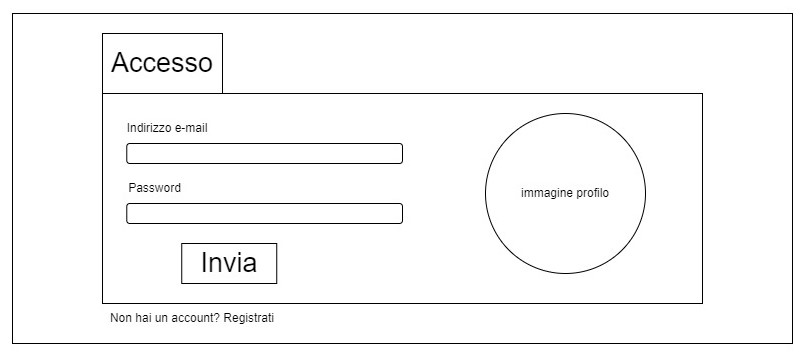 Accesso
Indirizzo e-mail
Password
immagine profilo
Invia
Non hai un account? Registrati